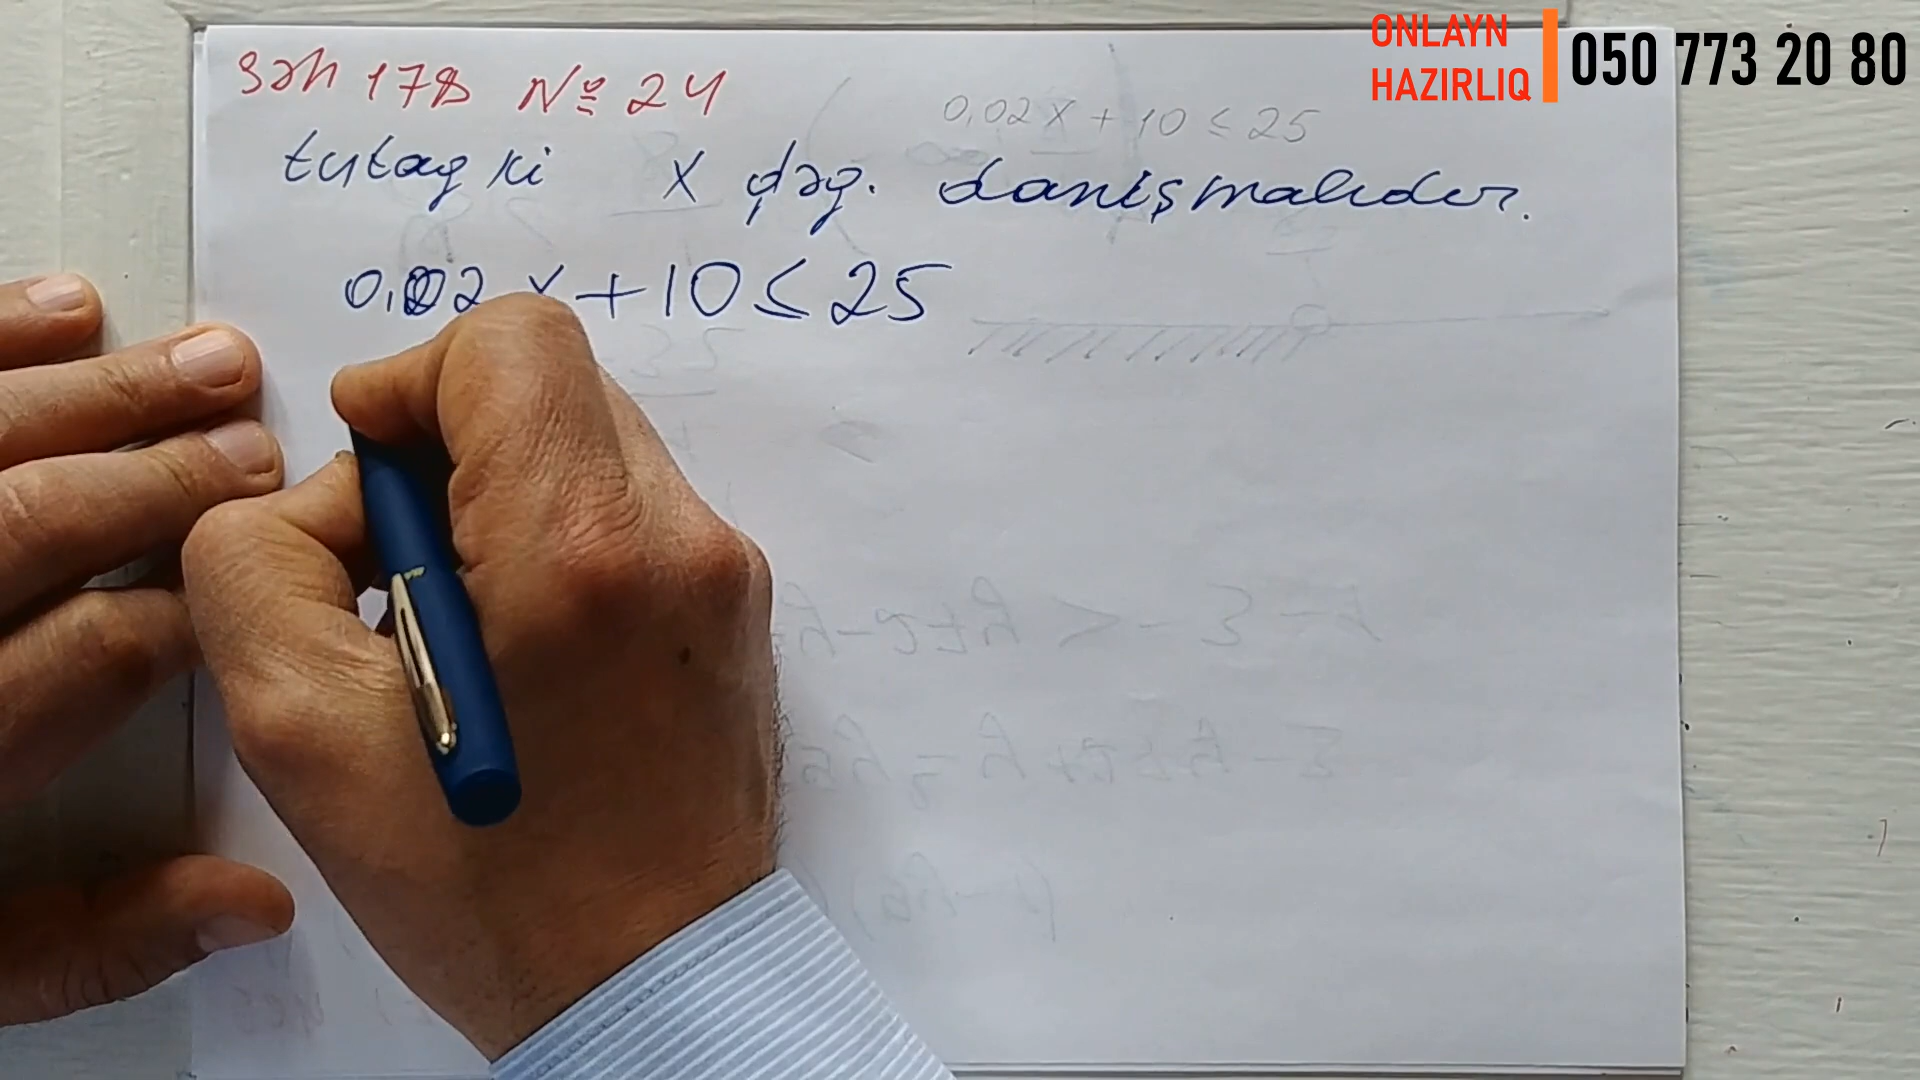 ONLAYN
HAZIRLIQ
050 773 20 80
səh 178 № 24
0,02 x + 10 ≤ 25
tutaq ki x dəq. danışmalıdır.
0,02 x + 10 ≤ 25